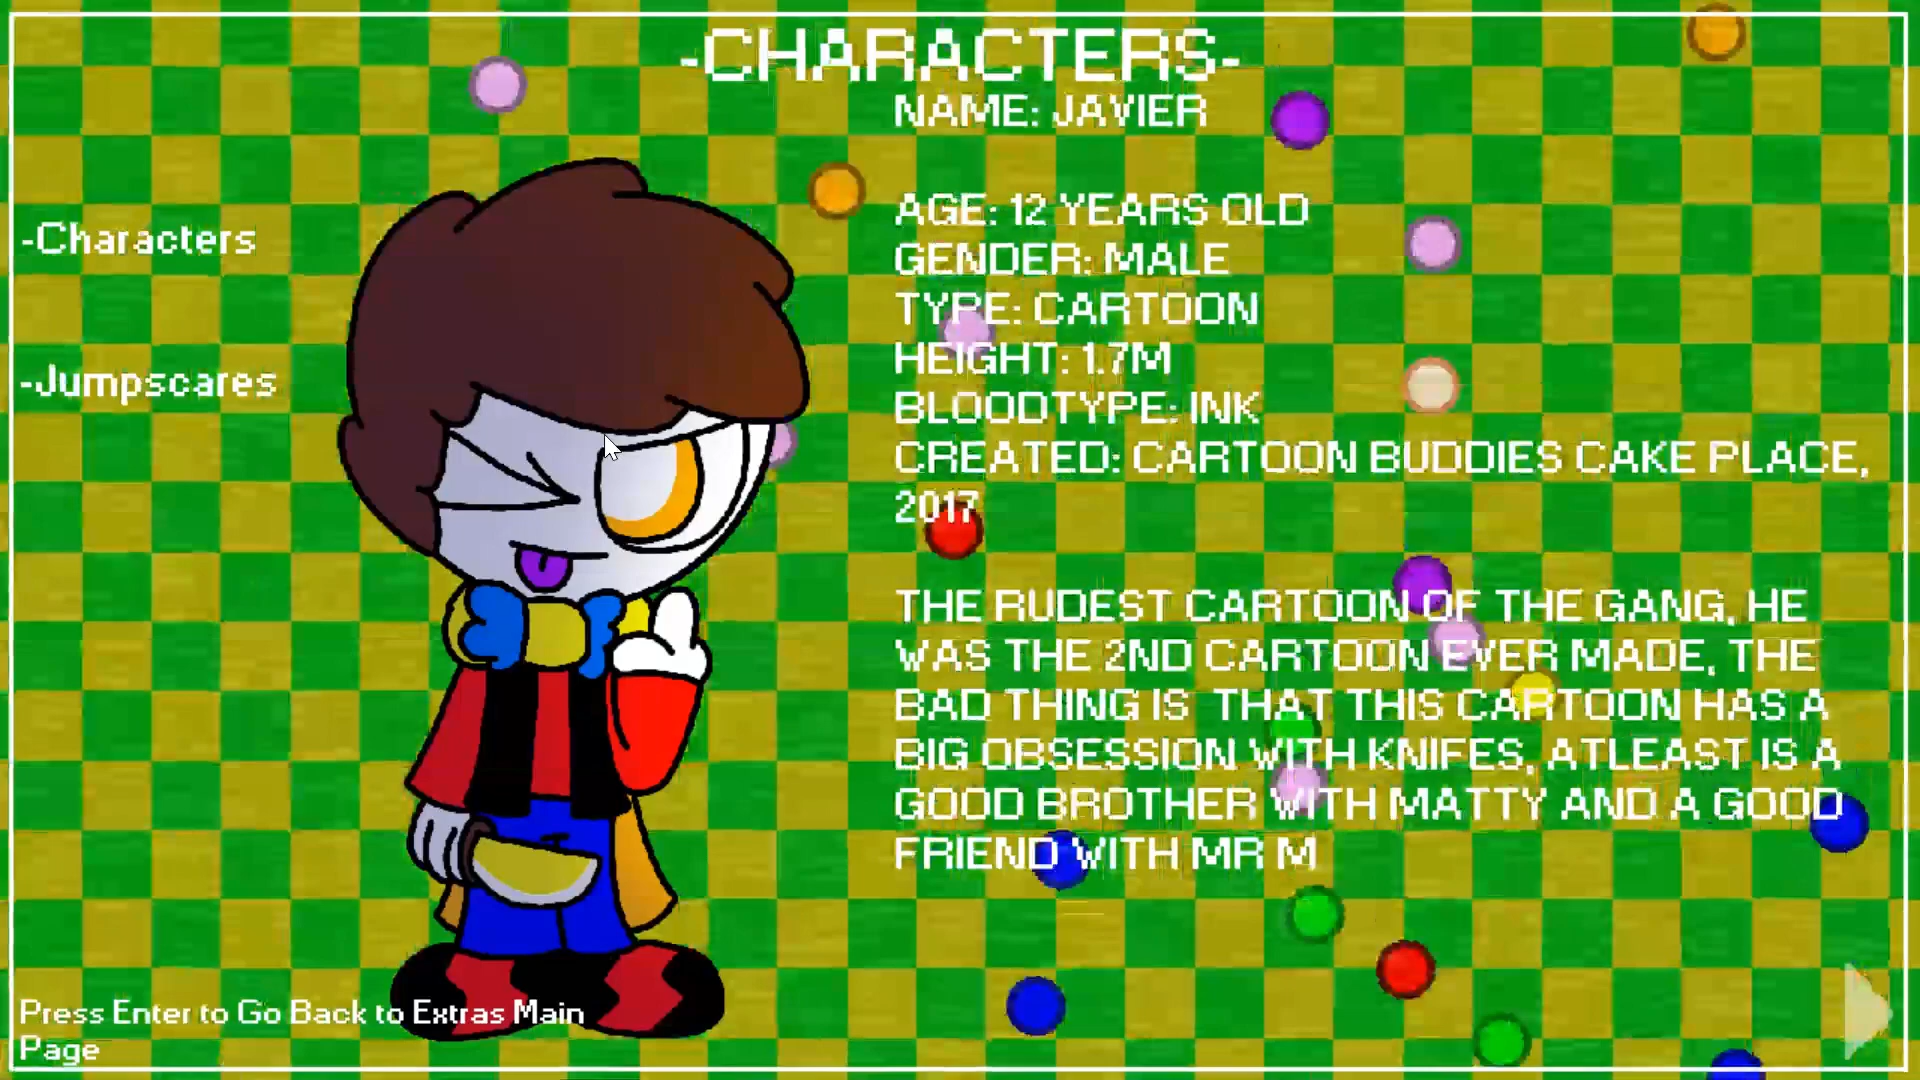 -CHARACTERS-
NAME: JAVIER
AGE: 12 YEARS OLD
GENDER: MALE
TYPE: CARTOON
HEIGHT: 1.7M
BLOODTYPE: INK
CREATED: CARTOON BUDDIES CAKE PLACE,
2017
THE RUDEST CARTOON OF THE GANG, HE
WAS THE 2ND CARTOON EVER MADE, THE
BAD THING IS THAT THIS CARTOON HAS A
BIG OBSESSION WITH KNIFES, ATLEAST IS A
GOOD BROTHER WITH MATTY AND A GOOD
FRIEND WITH MR M
-Characters
-Jumpscares
Press Enter to Go Back to Extras Main
Page